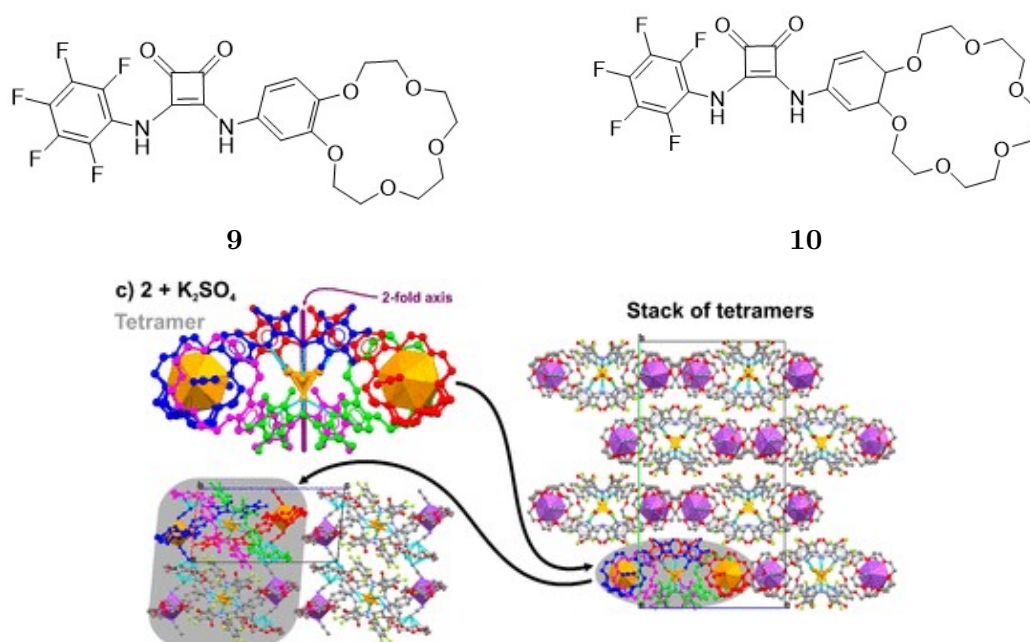 F
O O
F F
O
F N N
H H
O
O
F
O
9
O O
F F
O
F
O
N N
H H
O
F
F
O
O
O
10
c) 2 + K₂SO₄
Tetramer
2-fold axis
Stack of tetramers